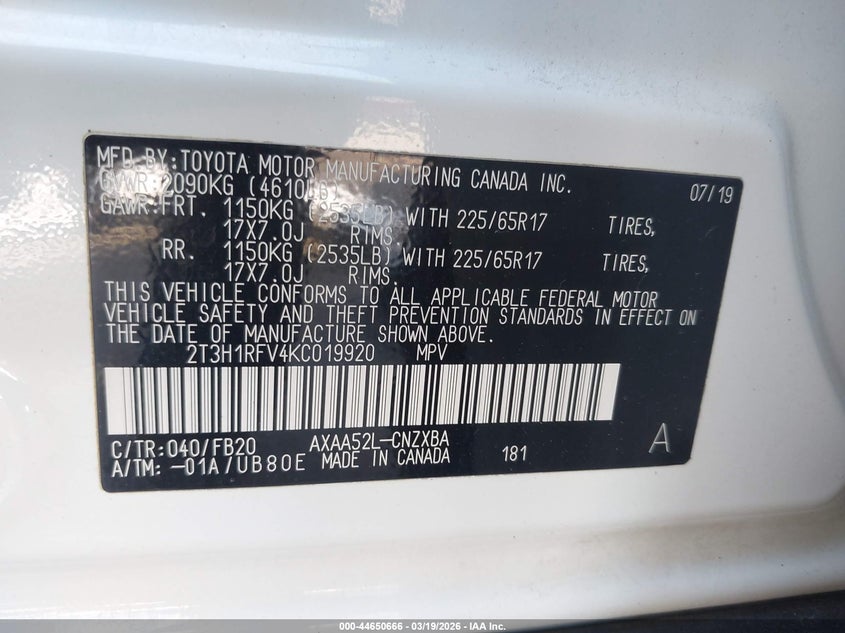 MFD. BY: TOYOTA MOTOR MANUFACTURING CANADA INC. 07/19
GVWR: 2090KG (4610LB)
GAWR: FRT. 1150KG (2535LB) WITH 225/65R17 TIRES,
17X7.0J RIMS.
RR. 1150KG (2535LB) WITH 225/65R17 TIRES,
17X7.0J RIMS.
THIS VEHICLE CONFORMS TO ALL APPLICABLE FEDERAL MOTOR
VEHICLE SAFETY AND THEFT PREVENTION STANDARDS IN EFFECT ON
THE DATE OF MANUFACTURE SHOWN ABOVE.
2T3H1RFV4KC019920 MPV
C/TR: 040/FB20 AXAA52L-CNZXBA A
A/TM: -01A/UB80E MADE IN CANADA 181
000-44650666 - 03/19/2026 - IAA Inc.